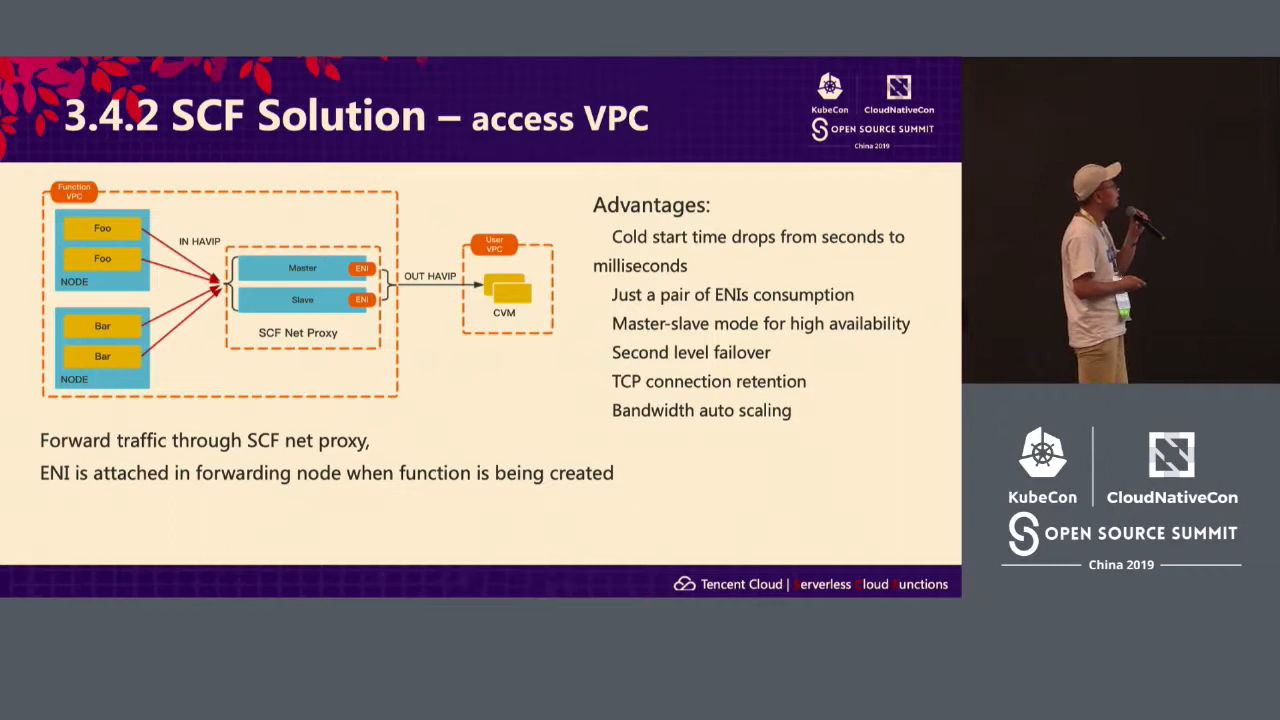 3.4.2 SCF Solution – access VPC
KubeCon
CloudNativeCon
OPEN SOURCE SUMMIT
China 2019
Function
VPC
Foo
Foo
NODE
Bar
Bar
NODE
IN HAVIP
Master
ENI
Slave
ENI
SCF Net Proxy
OUT HAVIP
User
VPC
CVM
Advantages:
Cold start time drops from seconds to
milliseconds
Just a pair of ENIs consumption
Master-slave mode for high availability
Second level failover
TCP connection retention
Bandwidth auto scaling
Forward traffic through SCF net proxy,
ENI is attached in forwarding node when function is being created
Tencent Cloud | Serverless Cloud Functions
KubeCon
CloudNativeCon
OPEN SOURCE SUMMIT
China 2019